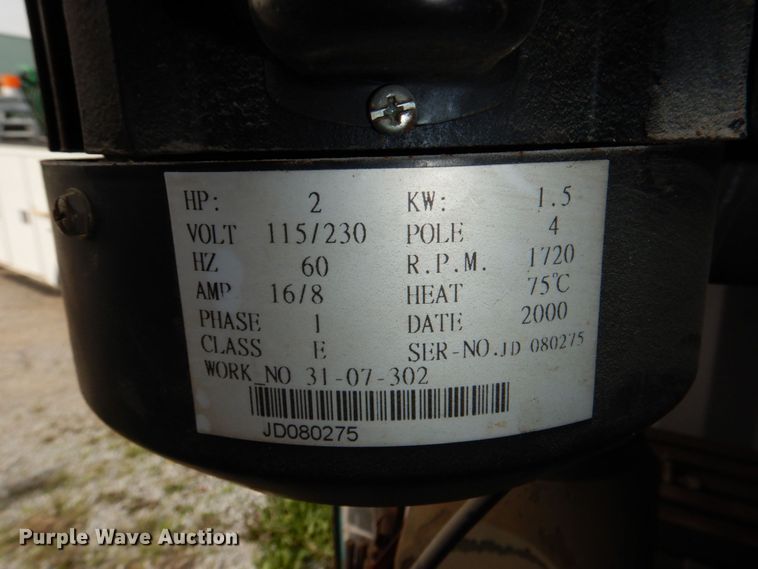 HP: 2 KW: 1.5
VOLT 115/230 POLE 4
HZ 60 R.P.M. 1720
AMP 16/8 HEAT 75℃
PHASE 1 DATE 2000
CLASS E SER-NO.JD 080275
WORK_NO 31-07-302
JD080275
Purple Wave Auction